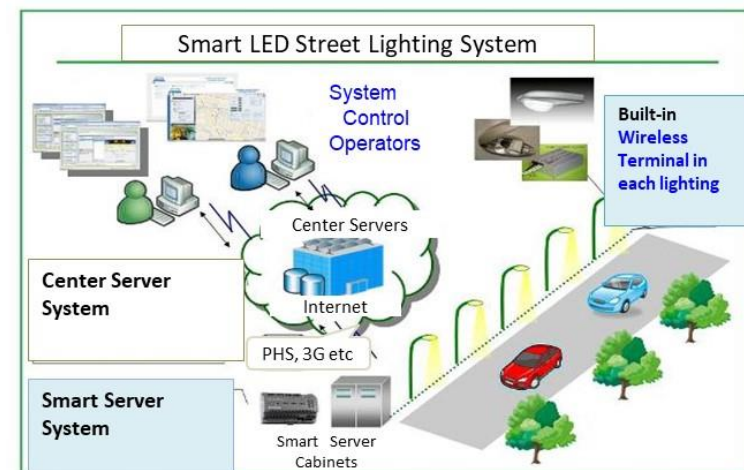 Smart LED Street Lighting System
System
Control
Operators
Built-in
Wireless
Terminal in
each lighting
Center Servers
Internet
Center Server
System
PHS, 3G etc
Smart Server
System
Smart Server
Cabinets